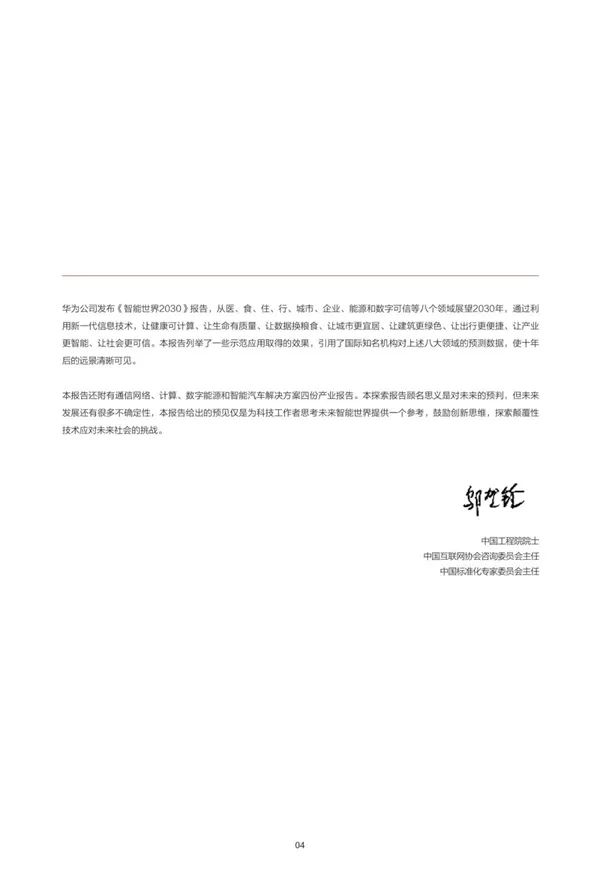 华为公司发布《智能世界2030》报告，从医、食、住、行、城市、企业、能源和数字可信等八个领域展望2030年，通过利
用新一代信息技术，让健康可计算、让生命有质量、让数据换粮食、让城市更宜居、让建筑更绿色、让出行更便捷、让产业
更智能、让社会更可信。本报告列举了一些示范应用取得的效果，引用了国际知名机构对上述八大领域的预测数据，使十年
后的远景清晰可见。
本报告还附有通信网络、计算、数字能源和智能汽车解决方案四份产业报告。本探索报告顾名思义是对未来的预判，但未来
发展还有很多不确定性，本报告给出的预见仅是为科技工作者思考未来智能世界提供一个参考，鼓励创新思维，探索颠覆性
技术应对未来社会的挑战。
邬贺铨
中国工程院院士
中国互联网协会咨询委员会主任
中国标准化专家委员会主任
04